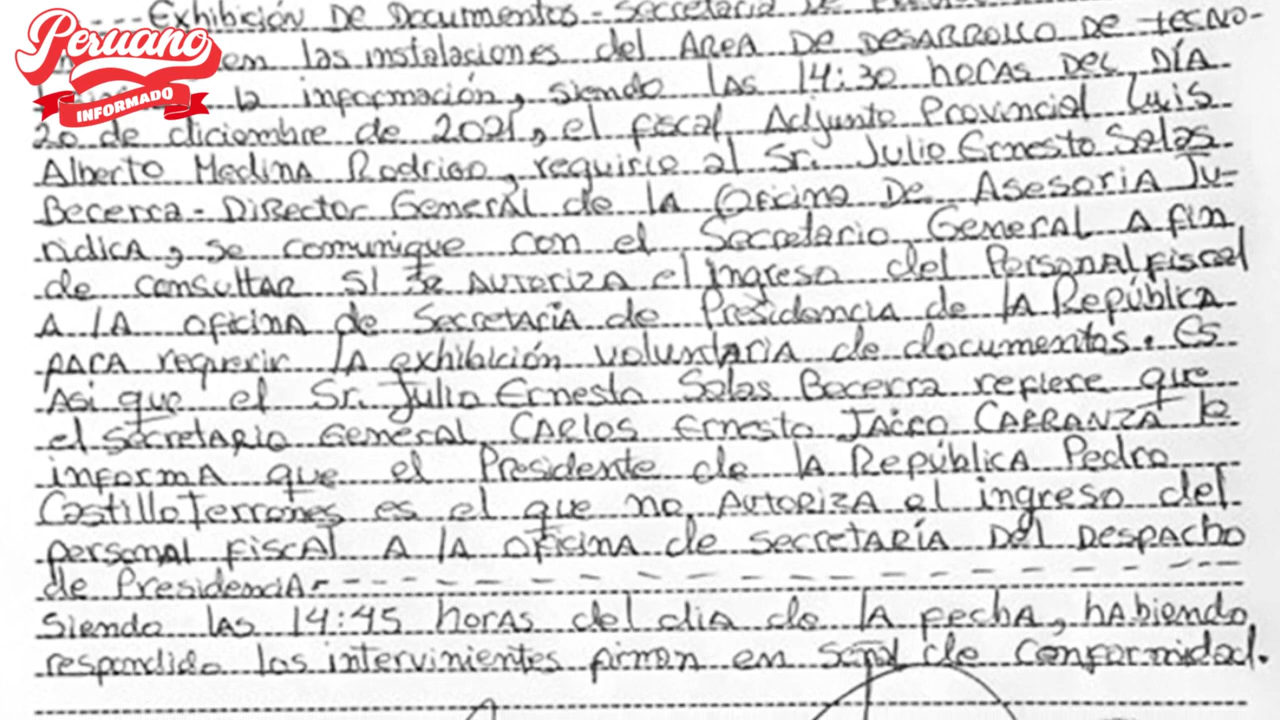 Peruano
INFORMADO
---Exhibición De Documentos - Secretaría De
en las instalaciones del AREA DE DESARROLLO DE tecno-
la información, siendo las 14:30 horas DEL DÍA
20 de diciembre de 2021, el fiscal Adjunto Provincial Luis
Alberto Medina Rodrigo, requirio al Sr. Julio Ernesto Salas
Becerra - Director General de la Oficina De Asesoria Ju-
ridica, se comunique con el Secretario General a fin
de consultar si se autoriza el Ingreso del Personal fiscal
a la oficina de Secretaria de Presidencia de la República
para requerir la exhibición voluntaria de documentos. Es
Asi que el Sr. Julio Ernesto Salas Becerra refiere que
el secretario General, Carlos Ernesto Jaico Carranza le
informa que el Presidente de la República Pedro
Castillo Terrones es el que no autoriza el ingreso del
personal fiscal a la oficina de secretaría del Despacho
de Presidencia.-
Siendo las 14:45 horas del dia de la fecha, habiendo
respondido los intervinientes firman en señal de conformidad.